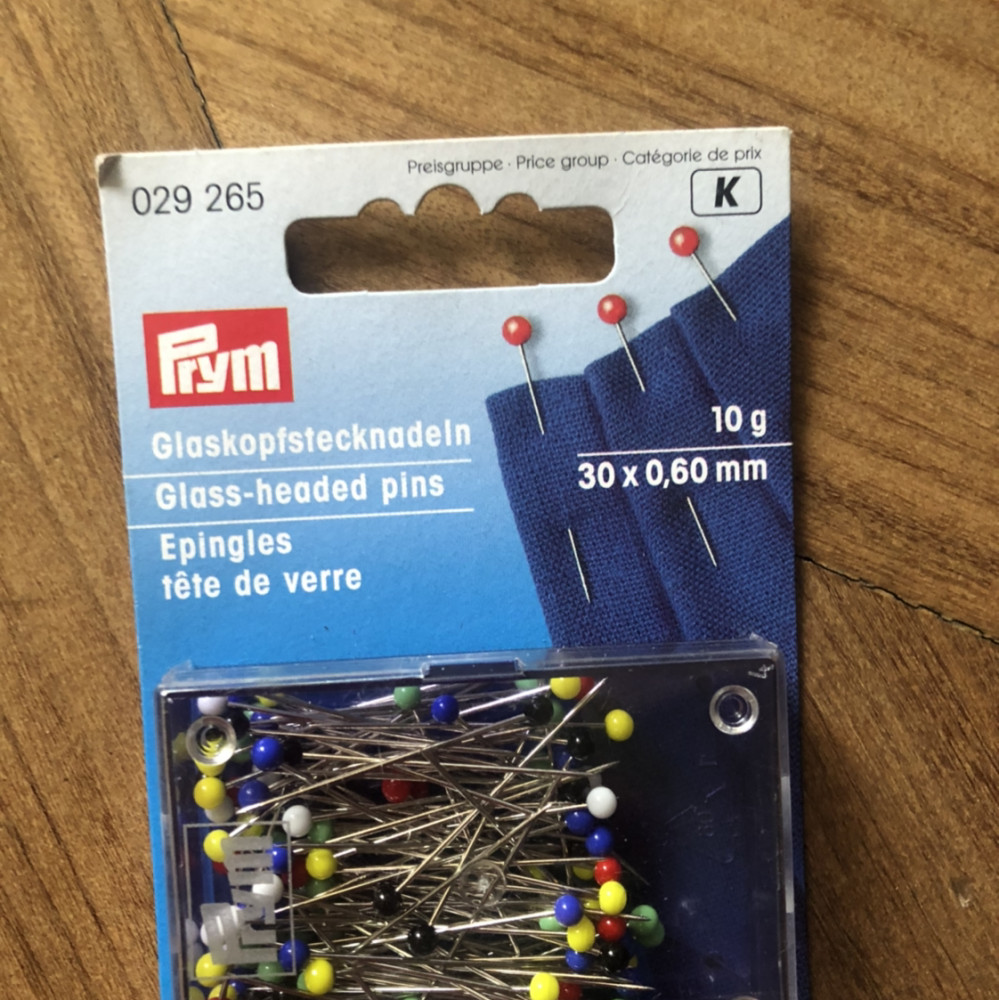 Preisgruppe · Price group · Catégorie de prix
029 265
K
Prym
10 g
30 x 0,60 mm
Glaskopfstecknadeln
Glass-headed pins
Epingles
tête de verre
Prym